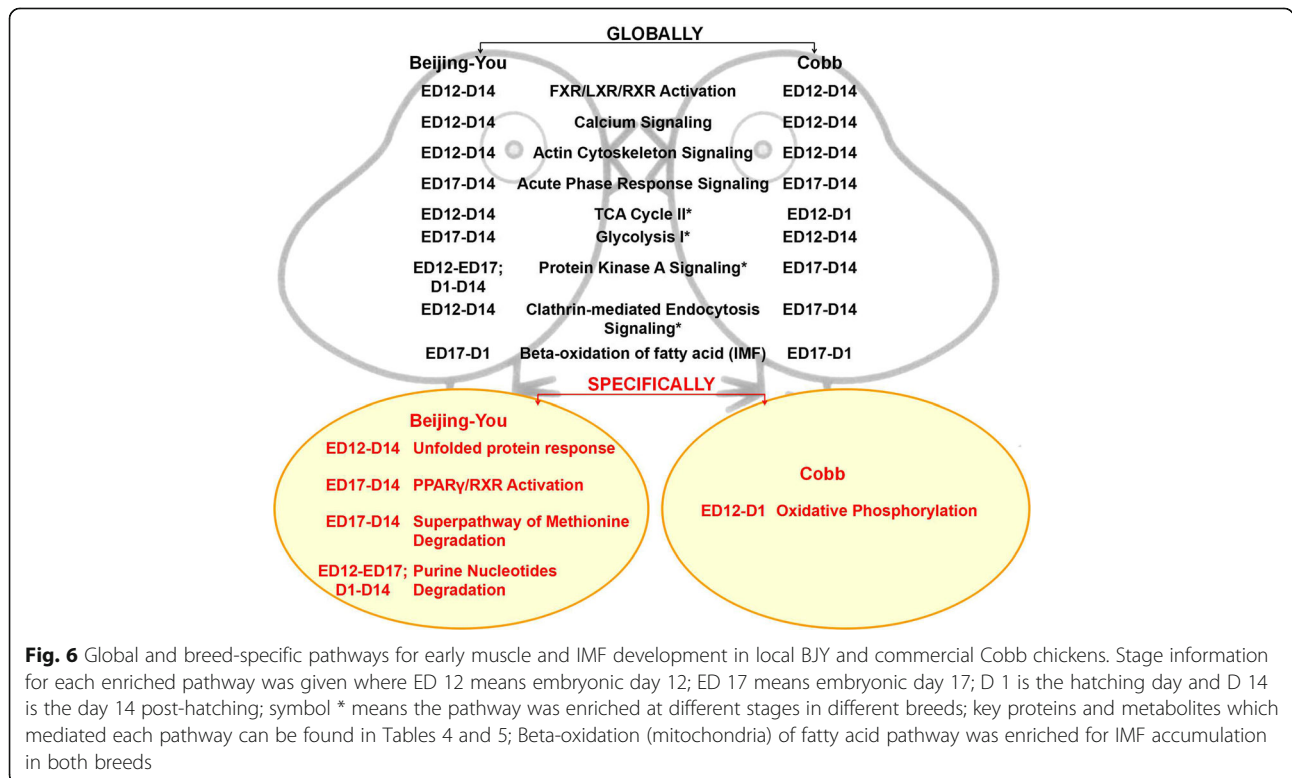 GLOBALLY
Beijing-You Cobb
ED12-D14 FXR/LXR/RXR Activation ED12-D14
ED12-D14 Calcium Signaling ED12-D14
ED12-D14 Actin Cytoskeleton Signaling ED12-D14
ED17-D14 Acute Phase Response Signaling ED17-D14
ED12-D14 TCA Cycle II* ED12-D1
ED17-D14 Glycolysis I* ED12-D14
ED12-ED17; Protein Kinase A Signaling* ED17-D14
D1-D14
ED12-D14 Clathrin-mediated Endocytosis ED17-D14
Signaling*
ED17-D1 Beta-oxidation of fatty acid (IMF) ED17-D1
SPECIFICALLY
Beijing-You
ED12-D14 Unfolded protein response
ED17-D14 PPARγ/RXR Activation
ED17-D14 Superpathway of Methionine
Degradation
ED12-ED17; Purine Nucleotides
D1-D14 Degradation
Cobb
ED12-D1 Oxidative Phosphorylation
Fig. 6 Global and breed-specific pathways for early muscle and IMF development in local BJY and commercial Cobb chickens. Stage information
for each enriched pathway was given where ED 12 means embryonic day 12; ED 17 means embryonic day 17; D 1 is the hatching day and D 14
is the day 14 post-hatching; symbol * means the pathway was enriched at different stages in different breeds; key proteins and metabolites which
mediated each pathway can be found in Tables 4 and 5; Beta-oxidation (mitochondria) of fatty acid pathway was enriched for IMF accumulation
in both breeds